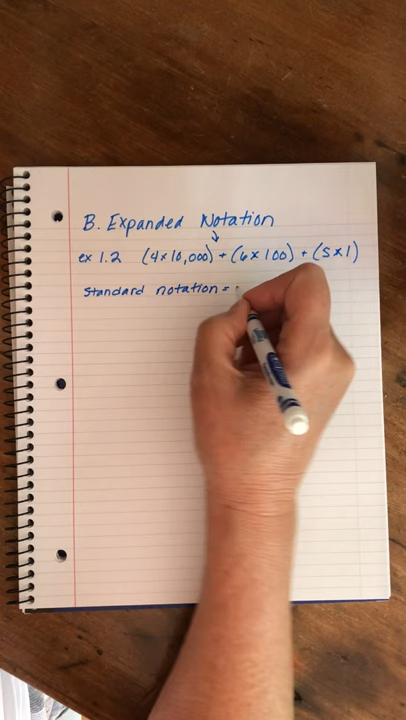 B. Expanded Notation
ex 1.2 (4×10,000) + (6×100) + (5×1)
Standard notation =